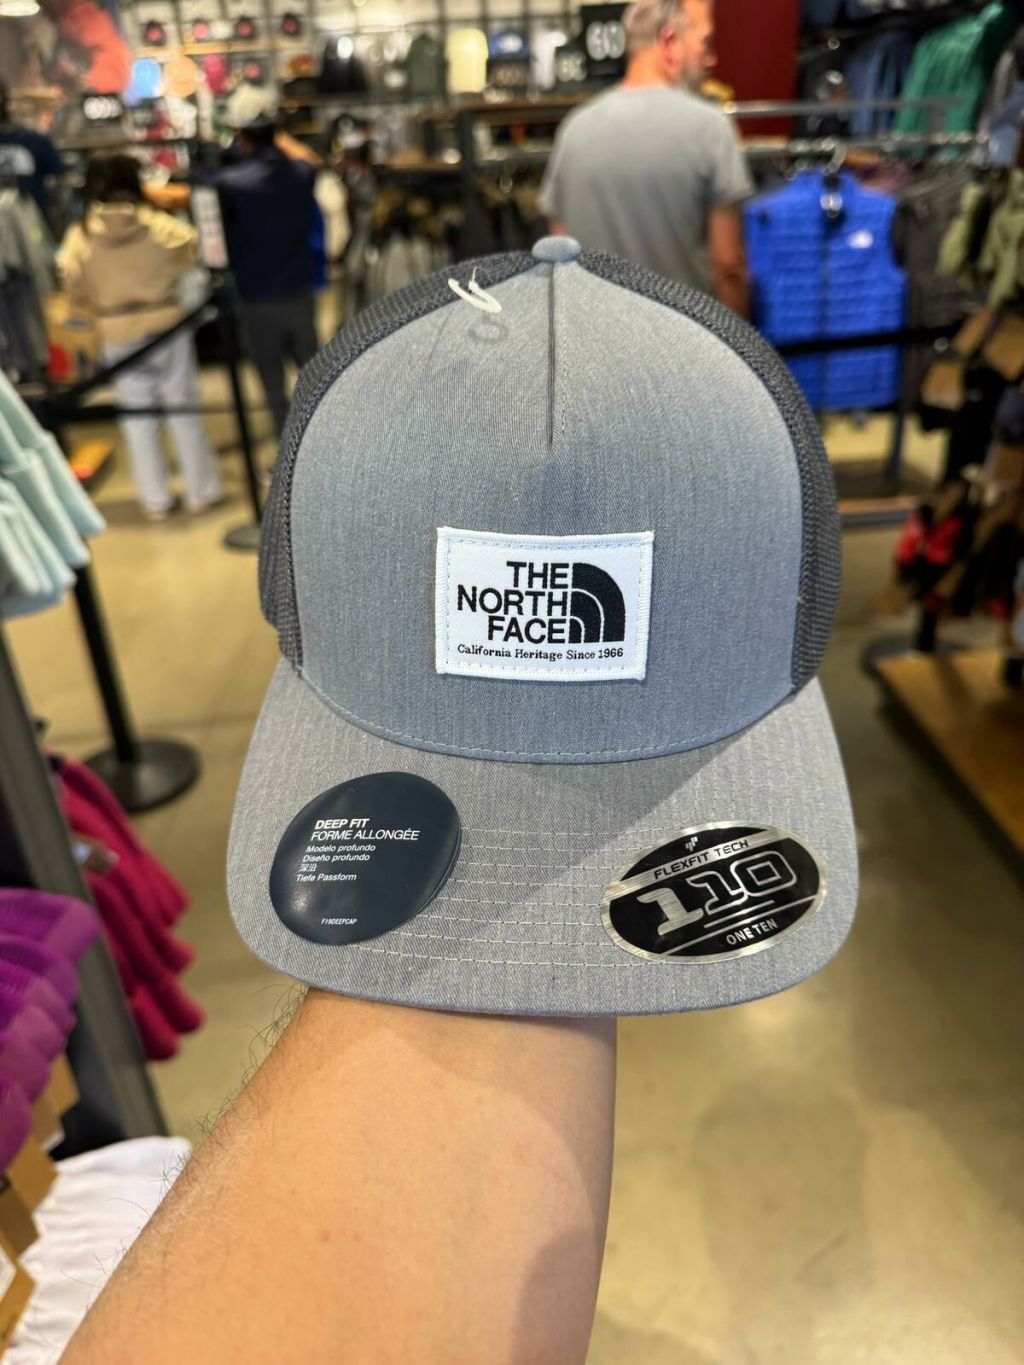 THE
NORTH
FACE
California Heritage Since 1966
DEEP FIT
FORME ALLONGÉE
Modelo profundo
Diseño profundo
Tiefe Passform
F19DEEPCAP
FLEXFIT TECH
110
ONE TEN